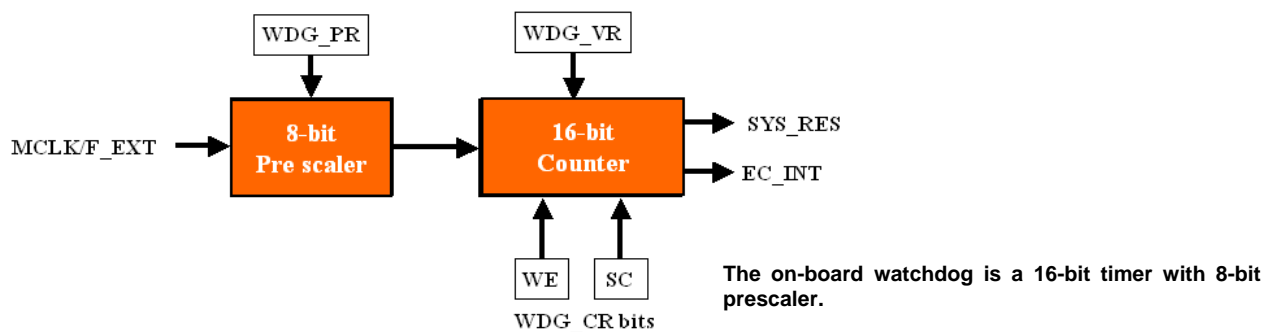 WDG_PR
WDG_VR
MCLK/F_EXT
8-bit
Pre scaler
16-bit
Counter
SYS_RES
EC_INT
WE
SC
WDG CR bits
The on-board watchdog is a 16-bit timer with 8-bit
prescaler.